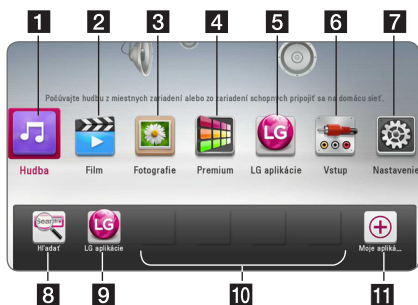 1 2 3 4 5 6 7
Počúvajte hudbu z miestnych zariadení alebo zo zariadení schopných pripojiť sa na domácu sieť.
LG
Hudba Film Fotografie Premium LG aplikácie Vstup Nastavenie
Search LG
Hľadať LG aplikácie Moje apliká...
8 9 10 11